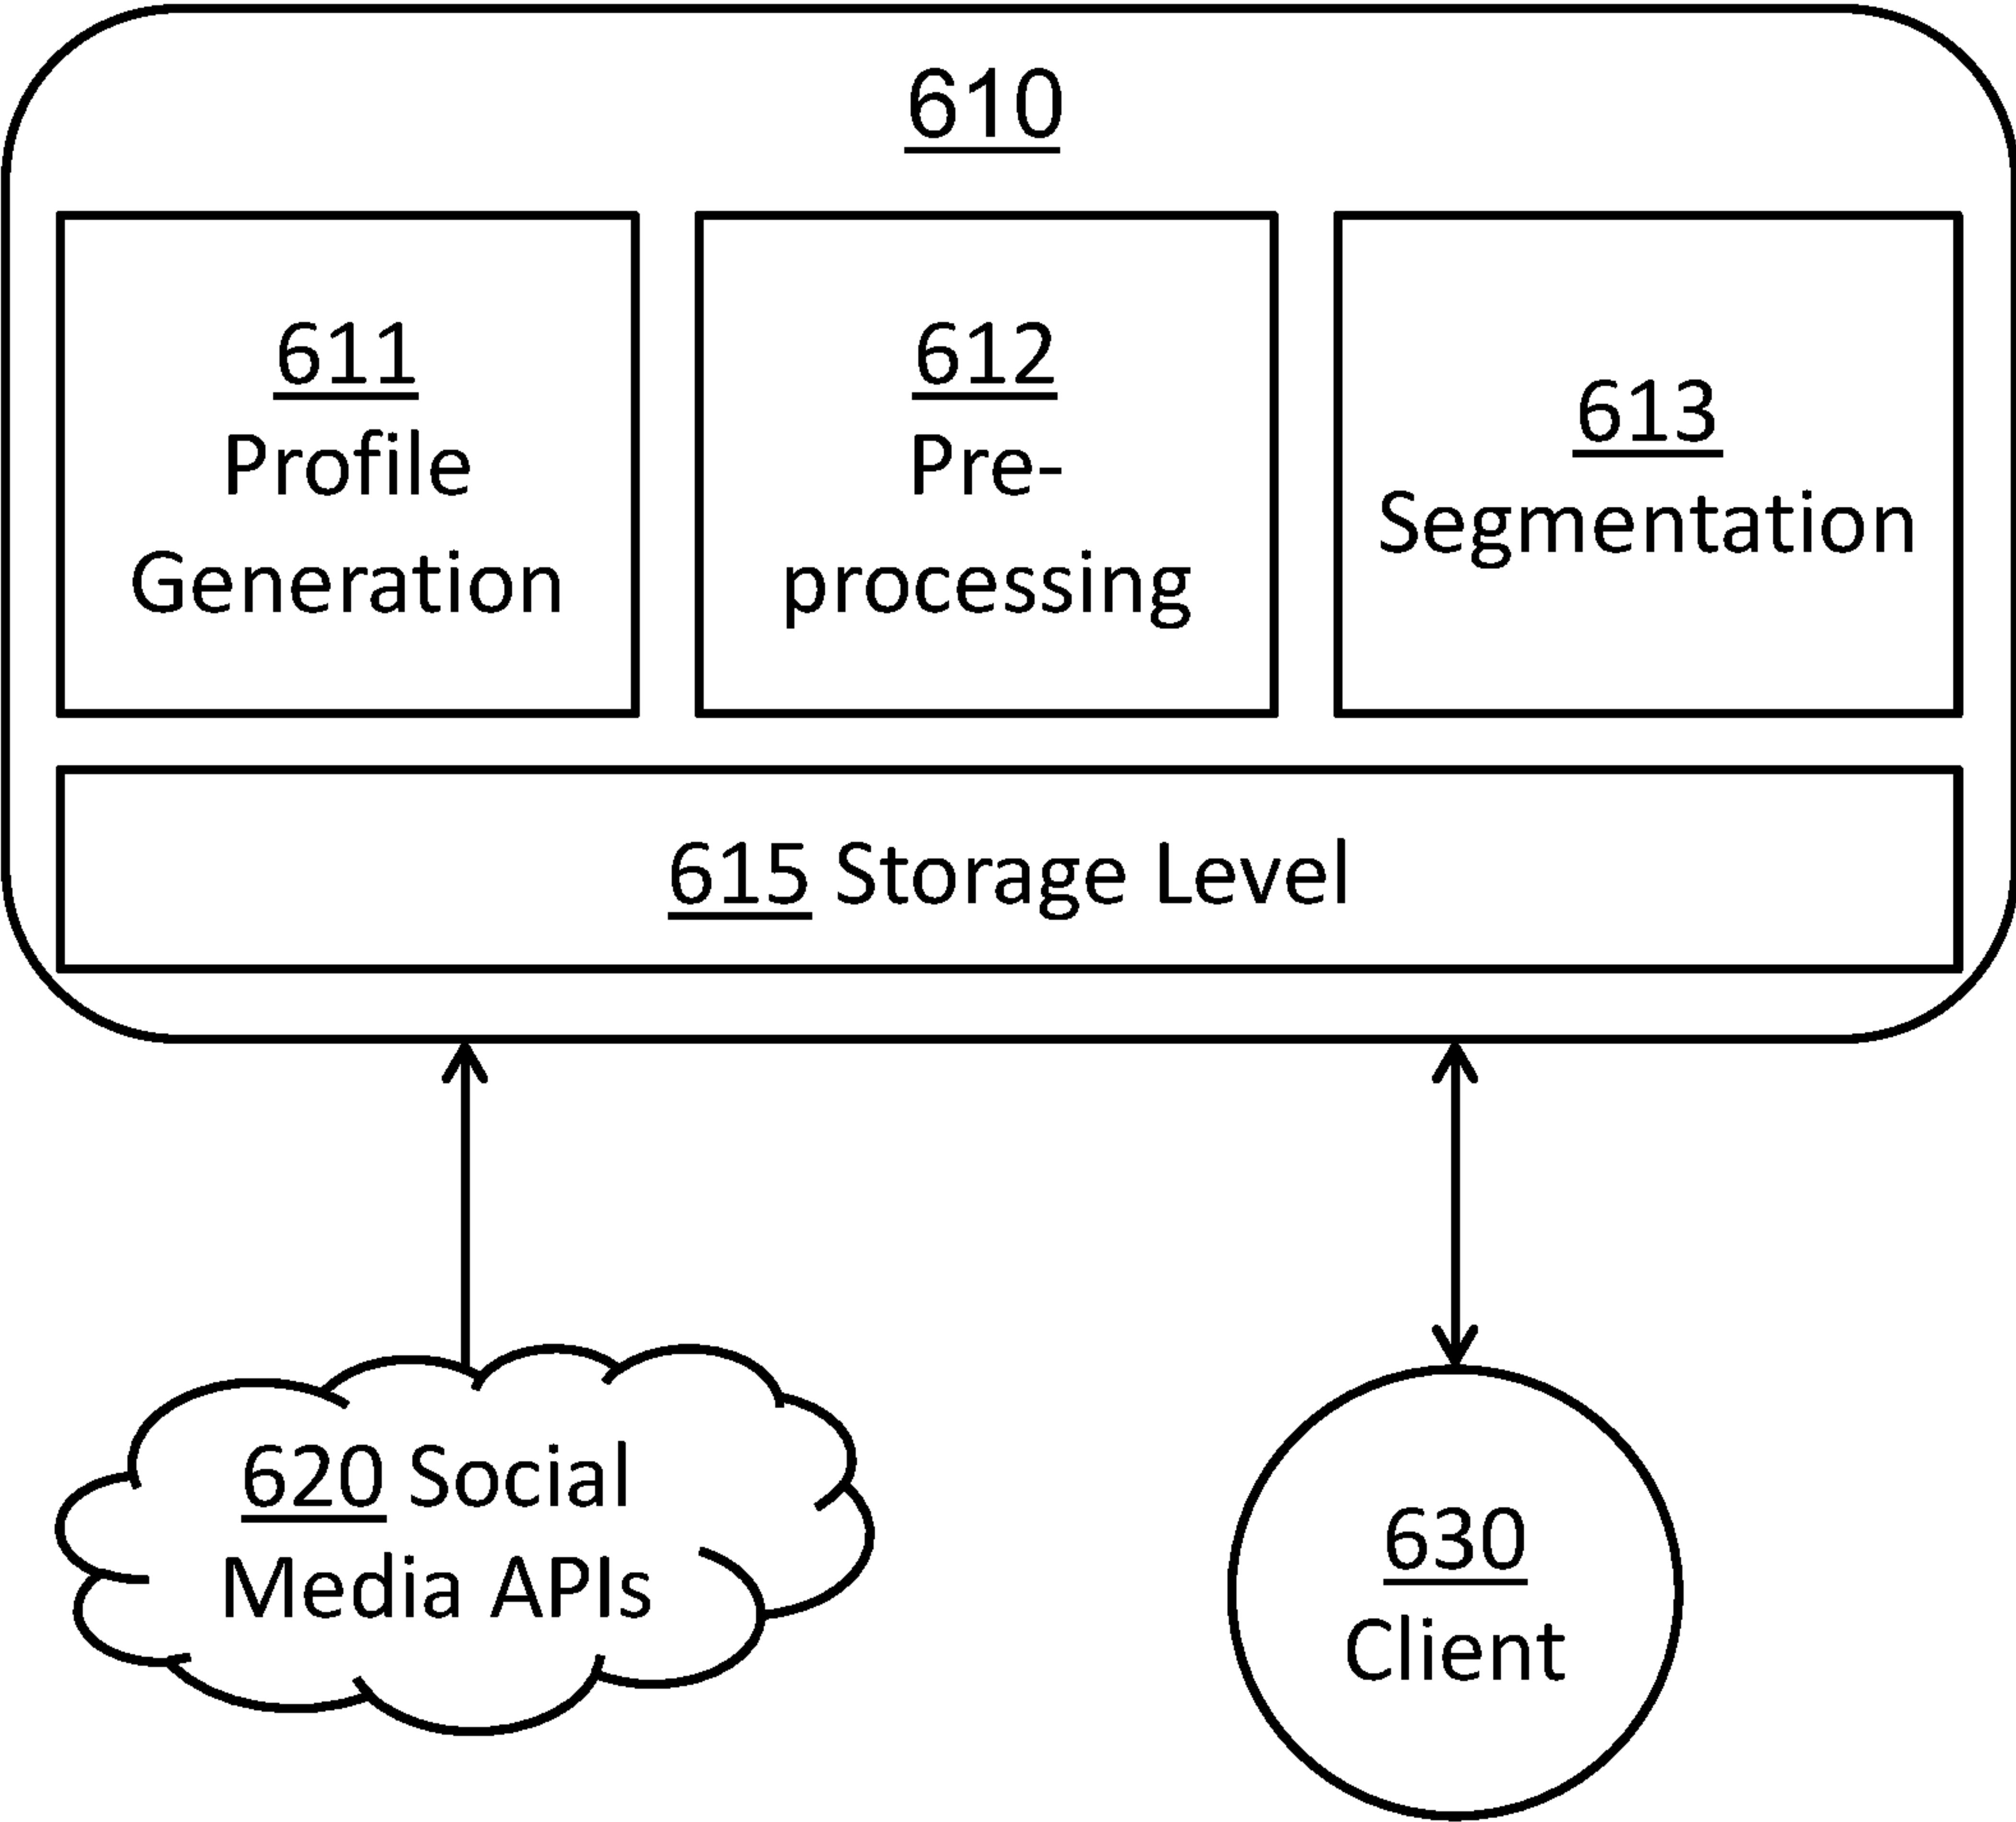 610
611
Profile
Generation
612
Pre-
processing
613
Segmentation
615 Storage Level
620 Social
Media APIs
630
Client